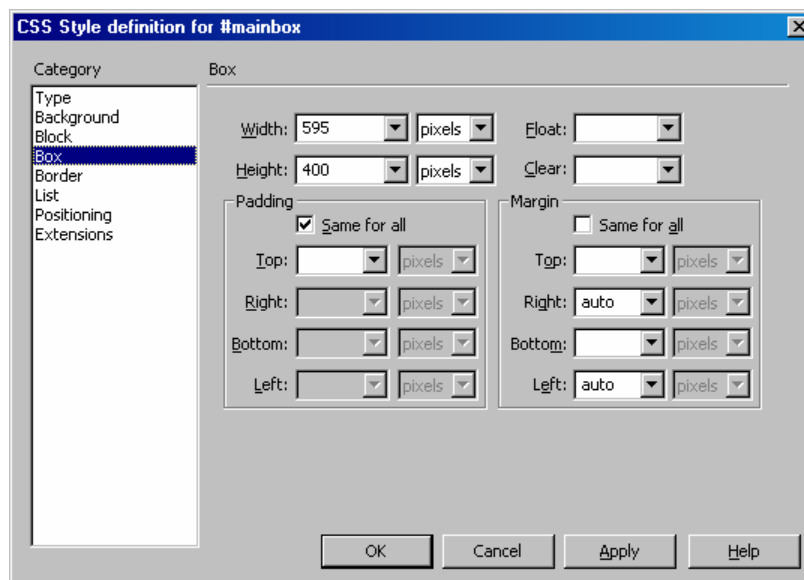 CSS Style definition for #mainbox
Category
Type
Background
Block
Box
Border
List
Positioning
Extensions
Box
Width: 595 pixels Float:
Height: 400 pixels Clear:
Padding
Same for all
Top: pixels
Right: pixels
Bottom: pixels
Left: pixels
Margin
Same for all
Top: pixels
Right: auto pixels
Bottom: pixels
Left: auto pixels
OK Cancel Apply Help